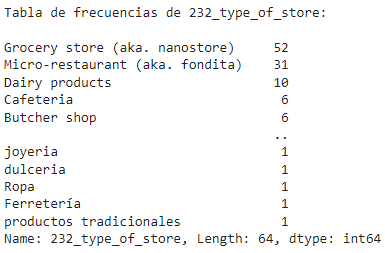 Tabla de frecuencias de 232_type_of_store:
Grocery store (aka. nanostore) 52
Micro-restaurant (aka. fondita) 31
Dairy products 10
Cafeteria 6
Butcher shop 6
..
joyeria 1
dulceria 1
Ropa 1
Ferretería 1
productos tradicionales 1
Name: 232_type_of_store, Length: 64, dtype: int64